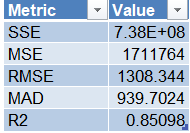 Metric Value
SSE 7.38E+08
MSE 1711764
RMSE 1308.344
MAD 939.7024
R2 0.85098